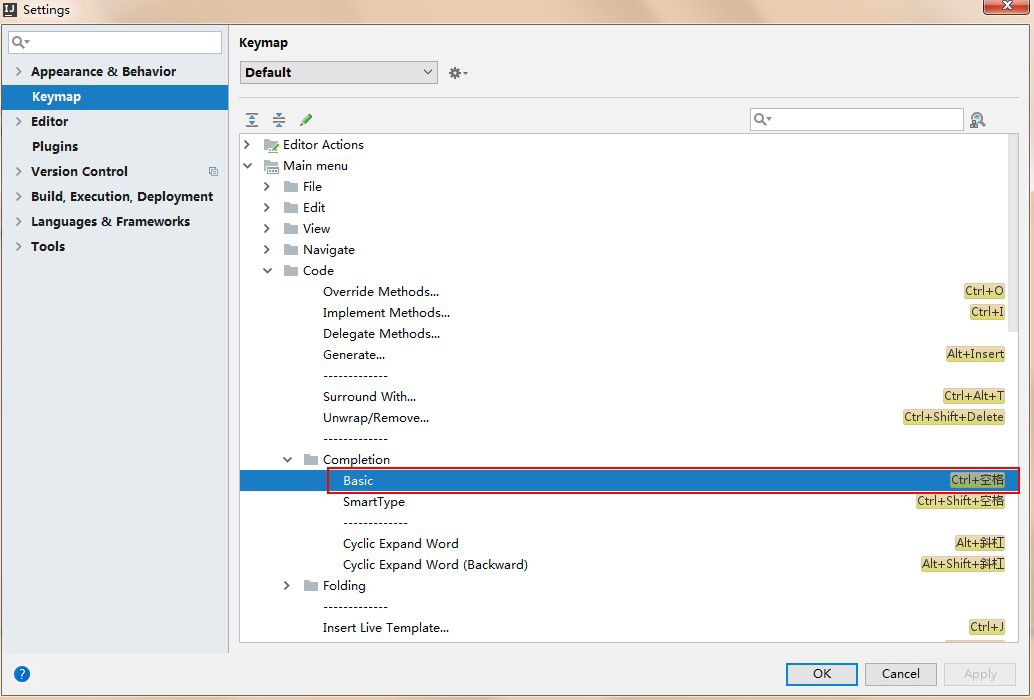 Settings
Keymap
Appearance & Behavior
Keymap
Editor
Plugins
Version Control
Build, Execution, Deployment
Languages & Frameworks
Tools
Default
Editor Actions
Main menu
File
Edit
View
Navigate
Code
Override Methods... Ctrl+O
Implement Methods... Ctrl+I
Delegate Methods...
Generate... Alt+Insert
-------------
Surround With... Ctrl+Alt+T
Unwrap/Remove... Ctrl+Shift+Delete
-------------
Completion
Basic Ctrl+空格
SmartType Ctrl+Shift+空格
-------------
Cyclic Expand Word Alt+斜杠
Cyclic Expand Word (Backward) Alt+Shift+斜杠
Folding
-------------
Insert Live Template... Ctrl+J
?
OK Cancel Apply